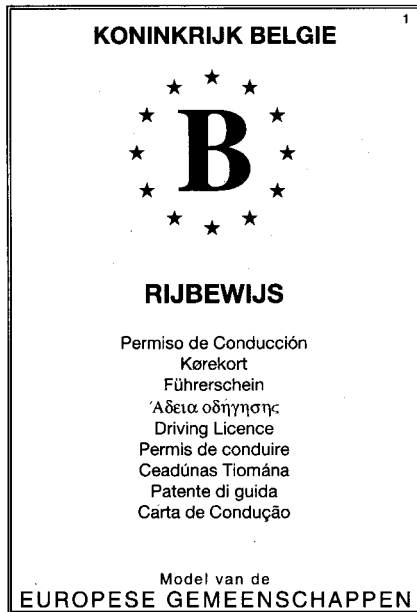 1
KONINKRIJK BELGIE
B
RIJBEWIJS
Permiso de Conducción
Kørekort
Führerschein
Άδεια οδήγησης
Driving Licence
Permis de conduire
Ceadúnas Tiomána
Patente di guida
Carta de Condução
Model van de
EUROPESE GEMEENSCHAPPEN